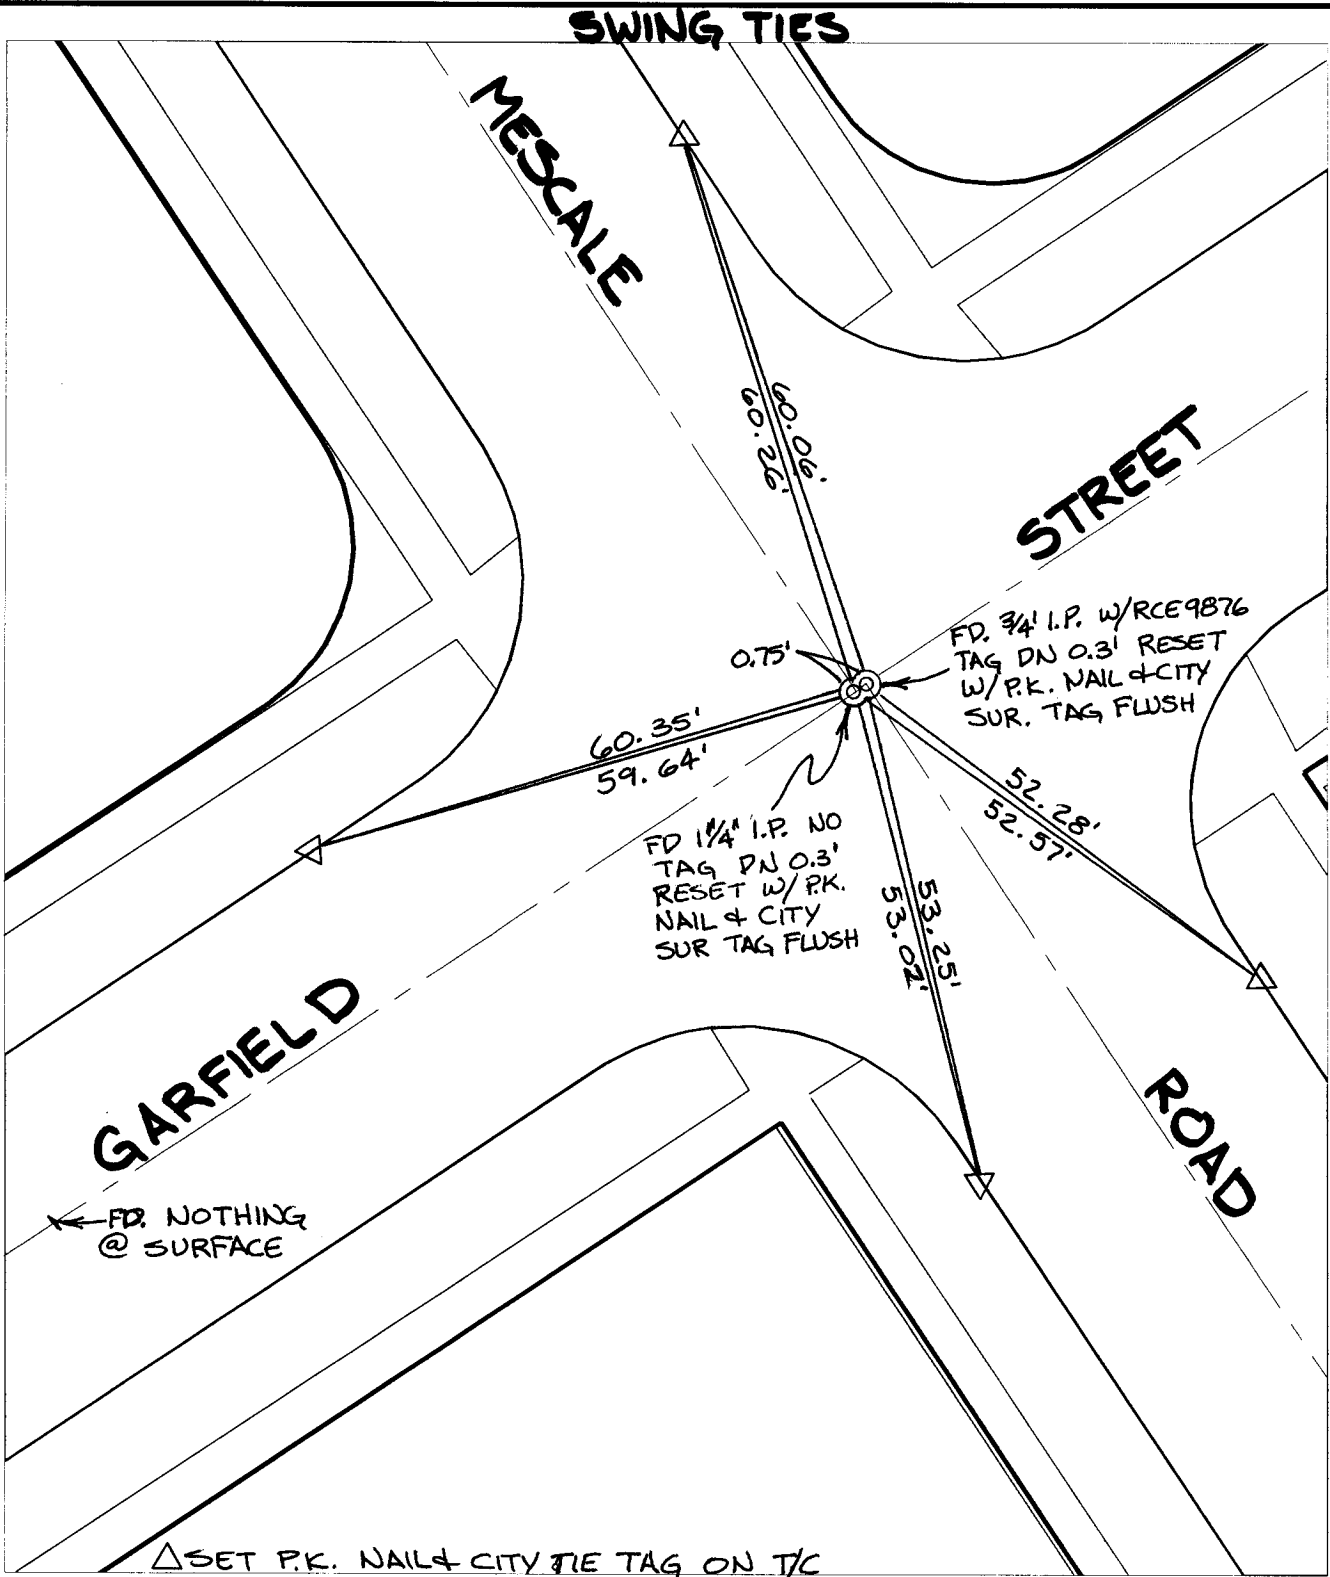 SWING TIES
MESCALE
60.06'
60.26'
STREET
FD. 3/4' I.P. W/RCE9876
TAG DN 0.3' RESET
W/ P.K. NAIL & CITY
SUR. TAG FLUSH
0.75'
60.35'
59.64'
52.28'
52.57'
FD 1"/4" I.P. NO
TAG DN 0.3'
RESET W/ P.K.
NAIL & CITY
SUR TAG FLUSH
53.25'
53.02'
GARFIELD
ROAD
FD. NOTHING
@ SURFACE
△SET P.K. NAIL & CITY TIE TAG ON T/C